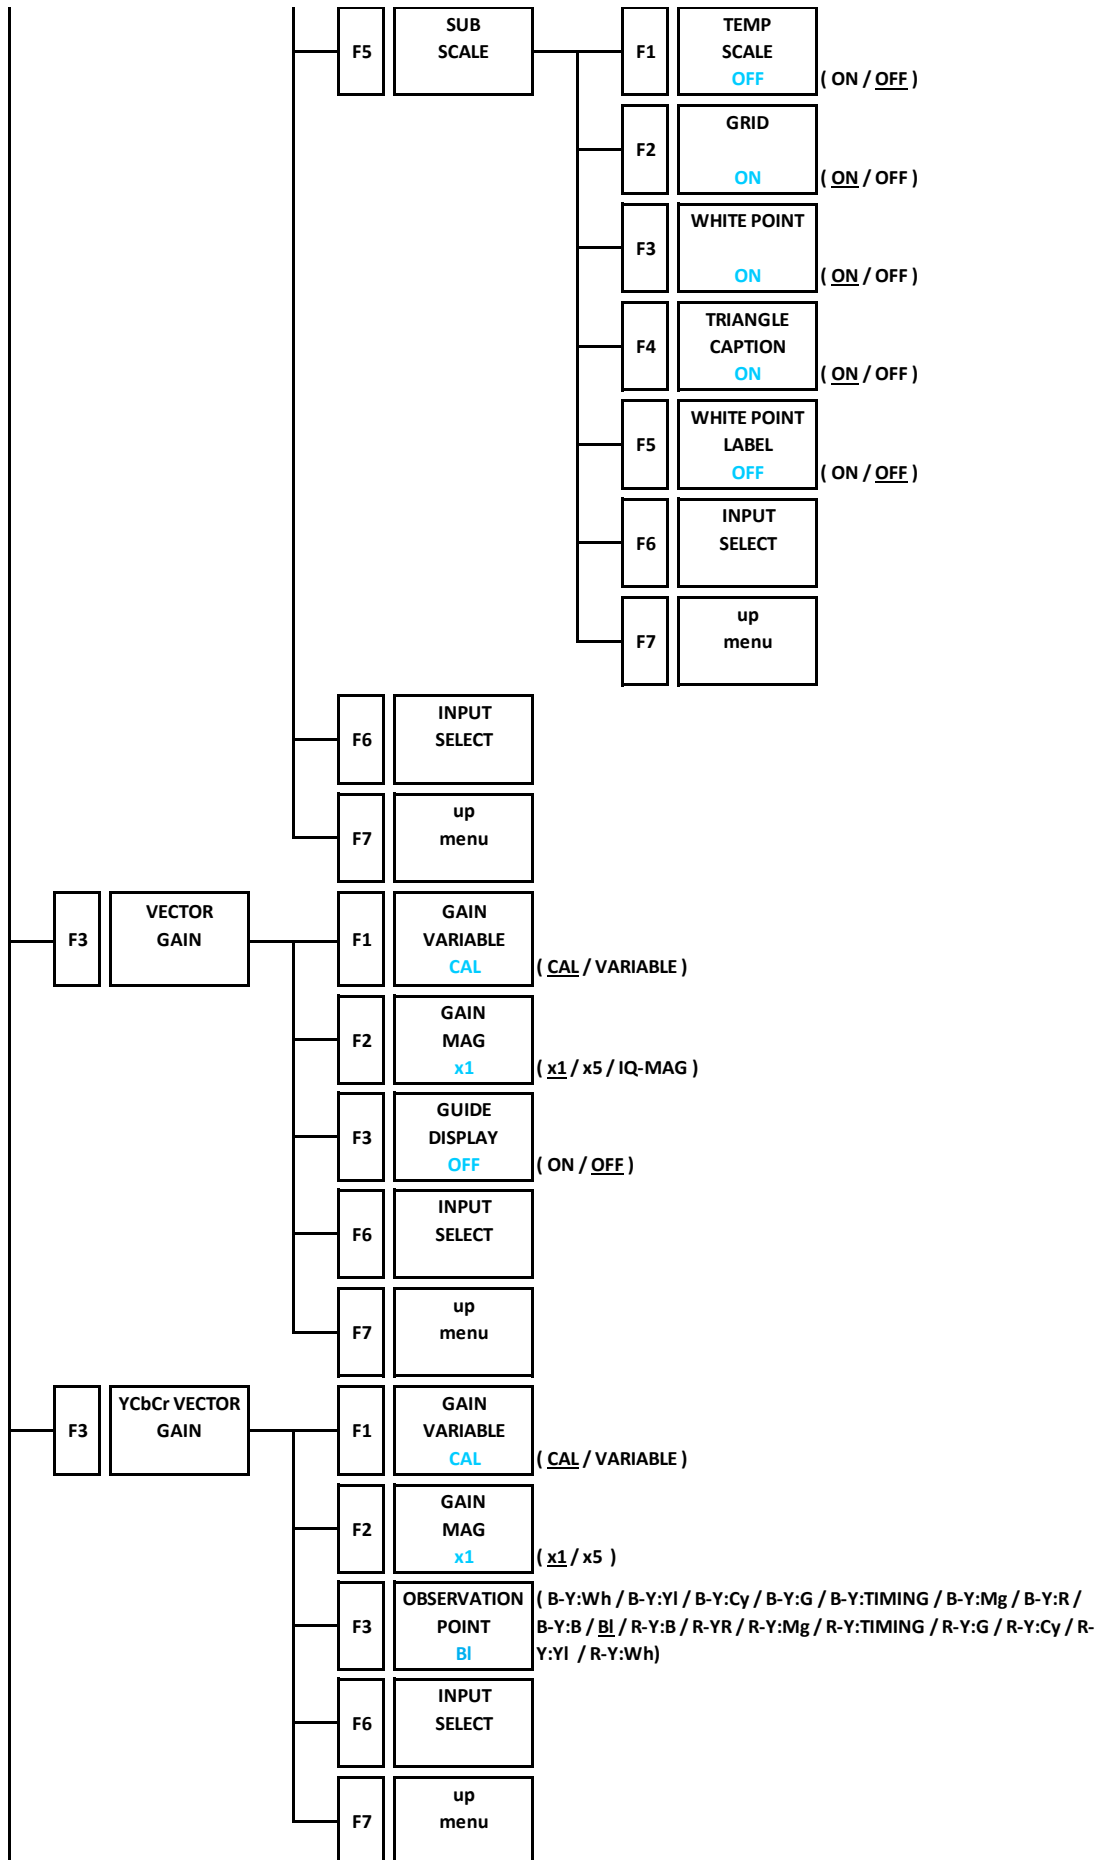 F5
SUB
SCALE
F1
TEMP
SCALE
OFF
( ON / OFF )
F2
GRID
ON
( ON / OFF )
F3
WHITE POINT
ON
( ON / OFF )
F4
TRIANGLE
CAPTION
ON
( ON / OFF )
F5
WHITE POINT
LABEL
OFF
( ON / OFF )
F6
INPUT
SELECT
F7
up
menu
F6
INPUT
SELECT
F7
up
menu
F3
VECTOR
GAIN
F1
GAIN
VARIABLE
CAL
( CAL / VARIABLE )
F2
GAIN
MAG
x1
( x1 / x5 / IQ-MAG )
F3
GUIDE
DISPLAY
OFF
( ON / OFF )
F6
INPUT
SELECT
F7
up
menu
F3
YCbCr VECTOR
GAIN
F1
GAIN
VARIABLE
CAL
( CAL / VARIABLE )
F2
GAIN
MAG
x1
( x1 / x5 )
F3
OBSERVATION
POINT
Bl
( B-Y:Wh / B-Y:Yl / B-Y:Cy / B-Y:G / B-Y:TIMING / B-Y:Mg / B-Y:R /
B-Y:B / Bl / R-Y:B / R-YR / R-Y:Mg / R-Y:TIMING / R-Y:G / R-Y:Cy / R-
Y:Yl / R-Y:Wh)
F6
INPUT
SELECT
F7
up
menu